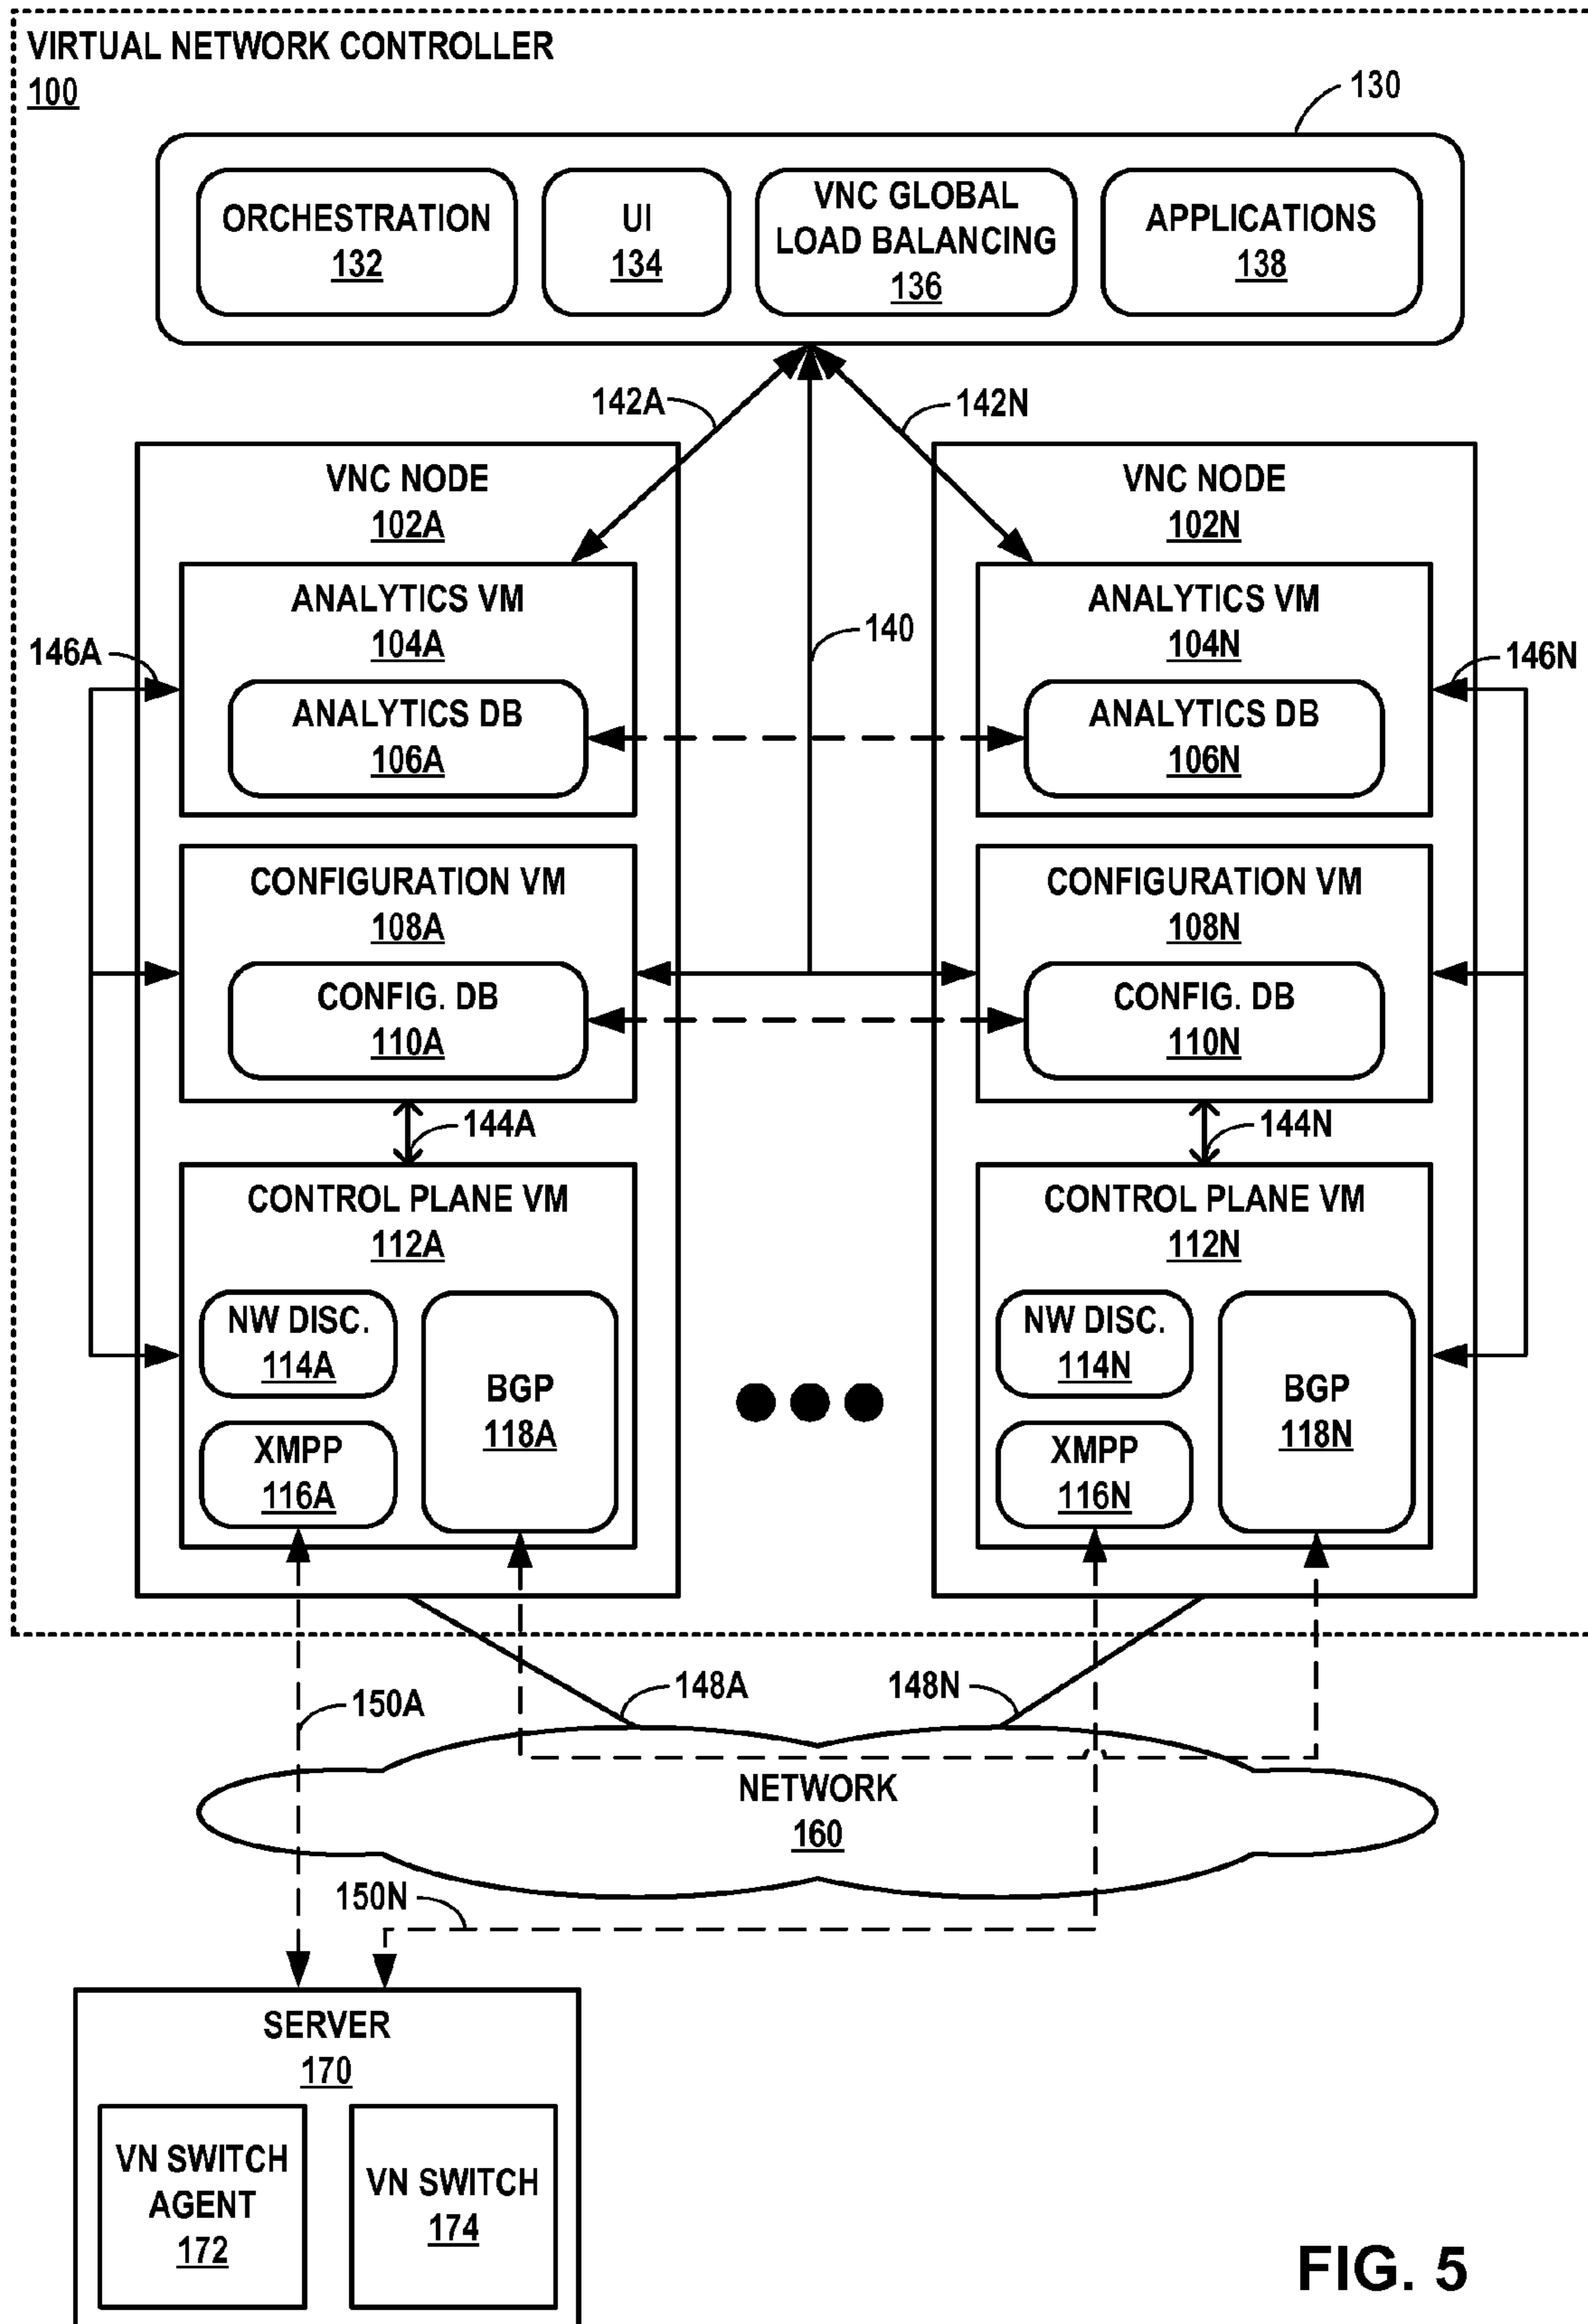 VIRTUAL NETWORK CONTROLLER
100
130
ORCHESTRATION
132
UI
134
VNC GLOBAL
LOAD BALANCING
136
APPLICATIONS
138
142A
142N
140
VNC NODE
102A
ANALYTICS VM
104A
146A
ANALYTICS DB
106A
CONFIGURATION VM
108A
CONFIG. DB
110A
144A
CONTROL PLANE VM
112A
NW DISC.
114A
XMPP
116A
BGP
118A
VNC NODE
102N
ANALYTICS VM
104N
146N
ANALYTICS DB
106N
CONFIGURATION VM
108N
CONFIG. DB
110N
144N
CONTROL PLANE VM
112N
NW DISC.
114N
XMPP
116N
BGP
118N
150A
148A
148N
NETWORK
160
150N
SERVER
170
VN SWITCH
AGENT
172
VN SWITCH
174
FIG. 5